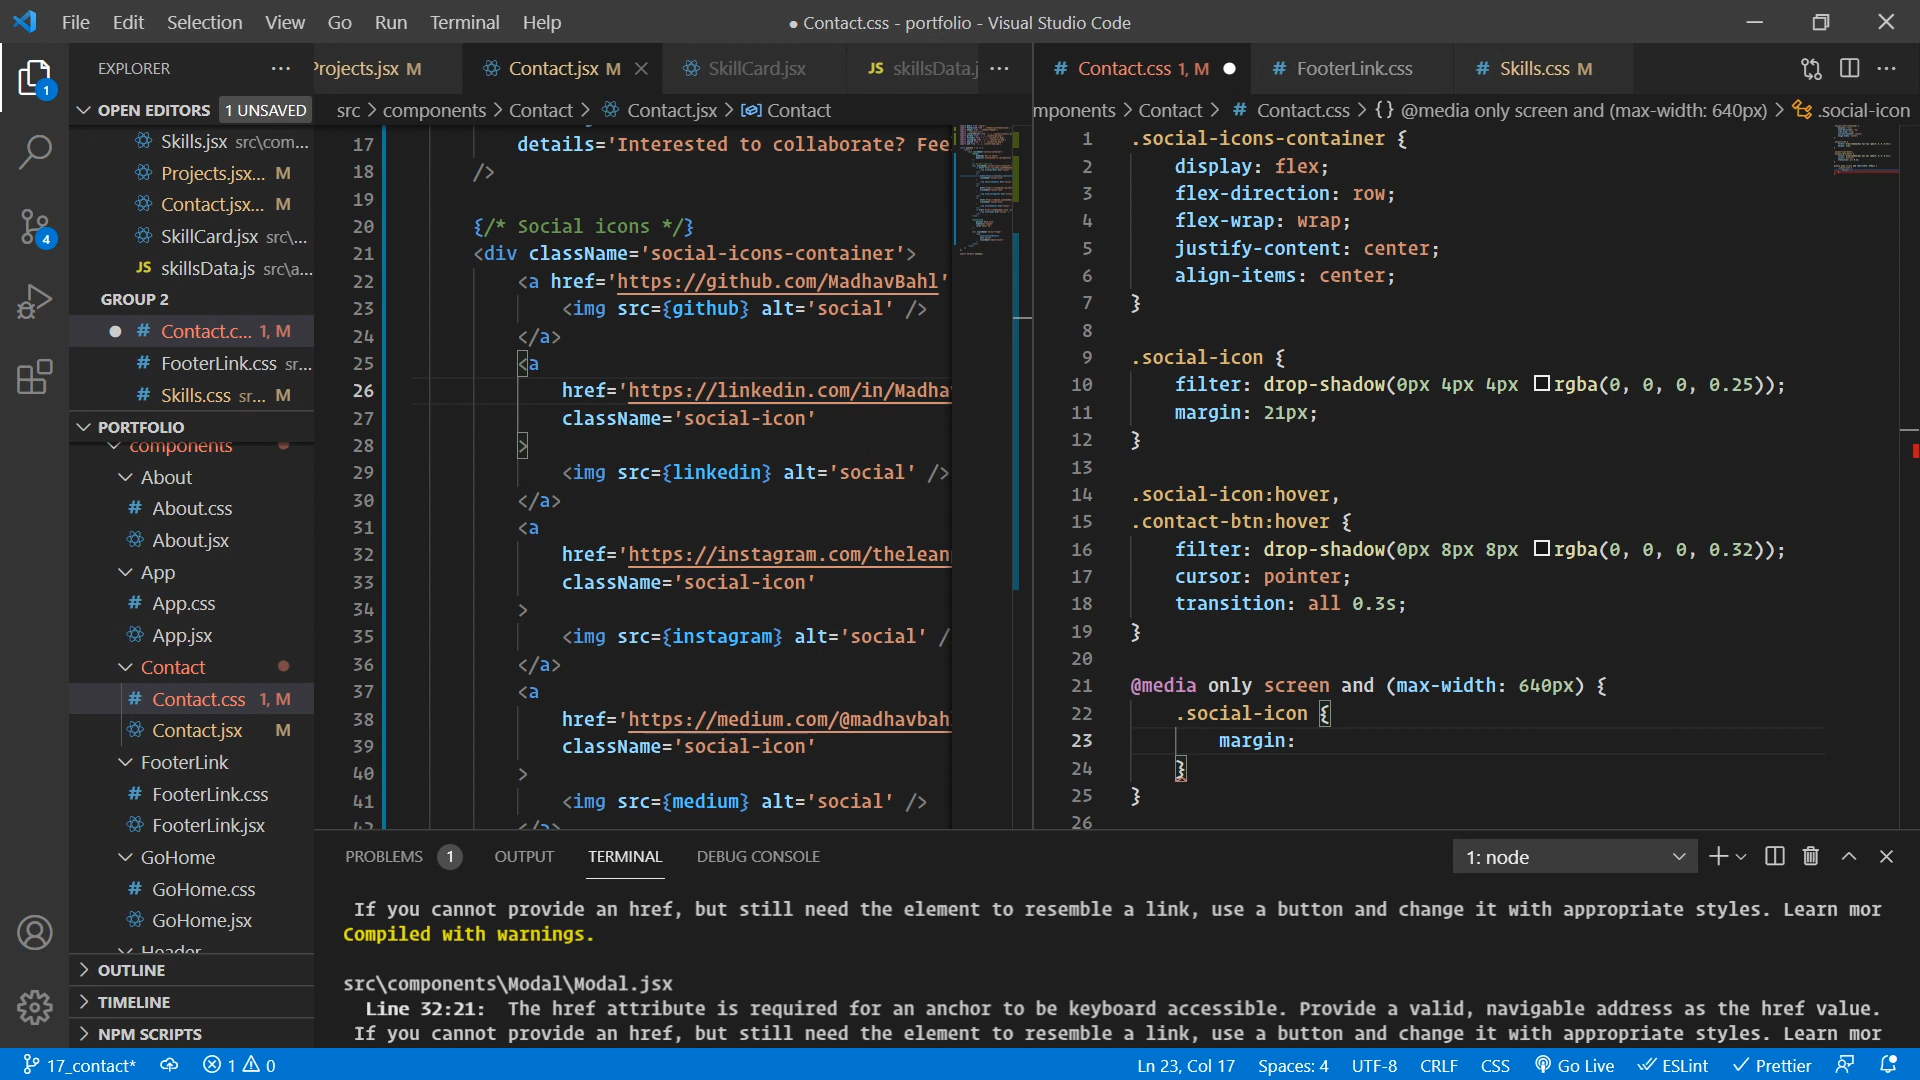 File Edit Selection View Go Run Terminal Help
● Contact.css - portfolio - Visual Studio Code
EXPLORER
Projects.jsx M
Contact.jsx M
SkillCard.jsx
JS skillsData.j
# Contact.css 1, M
# FooterLink.css
# Skills.css M
OPEN EDITORS 1 UNSAVED
Skills.jsx src\com...
Projects.jsx... M
Contact.jsx... M
SkillCard.jsx src\...
JS skillsData.js src\a...
GROUP 2
# Contact.c... 1, M
# FooterLink.css sr...
# Skills.css sr... M
PORTFOLIO
components
About
# About.css
About.jsx
App
# App.css
App.jsx
Contact
# Contact.css 1, M
Contact.jsx M
FooterLink
# FooterLink.css
FooterLink.jsx
GoHome
# GoHome.css
GoHome.jsx
Header
OUTLINE
TIMELINE
NPM SCRIPTS
1
4
src > components > Contact > Contact.jsx > Contact
17 details='Interested to collaborate? Fee
18 />
19
20 {/* Social icons */}
21 <div className='social-icons-container'>
22 <a href='https://github.com/MadhavBahl'
23 <img src={github} alt='social' />
24 </a>
25 <a
26 href='https://linkedin.com/in/Madha
27 className='social-icon'
28 >
29 <img src={linkedin} alt='social' />
30 </a>
31 <a
32 href='https://instagram.com/thelean
33 className='social-icon'
34 >
35 <img src={instagram} alt='social' /
36 </a>
37 <a
38 href='https://medium.com/@madhavbah
39 className='social-icon'
40 >
41 <img src={medium} alt='social' />
42 </a>
mponents > Contact > # Contact.css > {} @media only screen and (max-width: 640px) > .social-icon
1 .social-icons-container {
2 display: flex;
3 flex-direction: row;
4 flex-wrap: wrap;
5 justify-content: center;
6 align-items: center;
7 }
8
9 .social-icon {
10 filter: drop-shadow(0px 4px 4px rgba(0, 0, 0, 0.25));
11 margin: 21px;
12 }
13
14 .social-icon:hover,
15 .contact-btn:hover {
16 filter: drop-shadow(0px 8px 8px rgba(0, 0, 0, 0.32));
17 cursor: pointer;
18 transition: all 0.3s;
19 }
20
21 @media only screen and (max-width: 640px) {
22 .social-icon {
23 margin:
24 }
25 }
26
PROBLEMS 1 OUTPUT TERMINAL DEBUG CONSOLE
1: node
If you cannot provide an href, but still need the element to resemble a link, use a button and change it with appropriate styles. Learn mor
Compiled with warnings.
src\components\Modal\Modal.jsx
Line 32:21: The href attribute is required for an anchor to be keyboard accessible. Provide a valid, navigable address as the href value.
If you cannot provide an href, but still need the element to resemble a link, use a button and change it with appropriate styles. Learn mor
17_contact* 1 0
Ln 23, Col 17 Spaces: 4 UTF-8 CRLF CSS Go Live ESLint Prettier